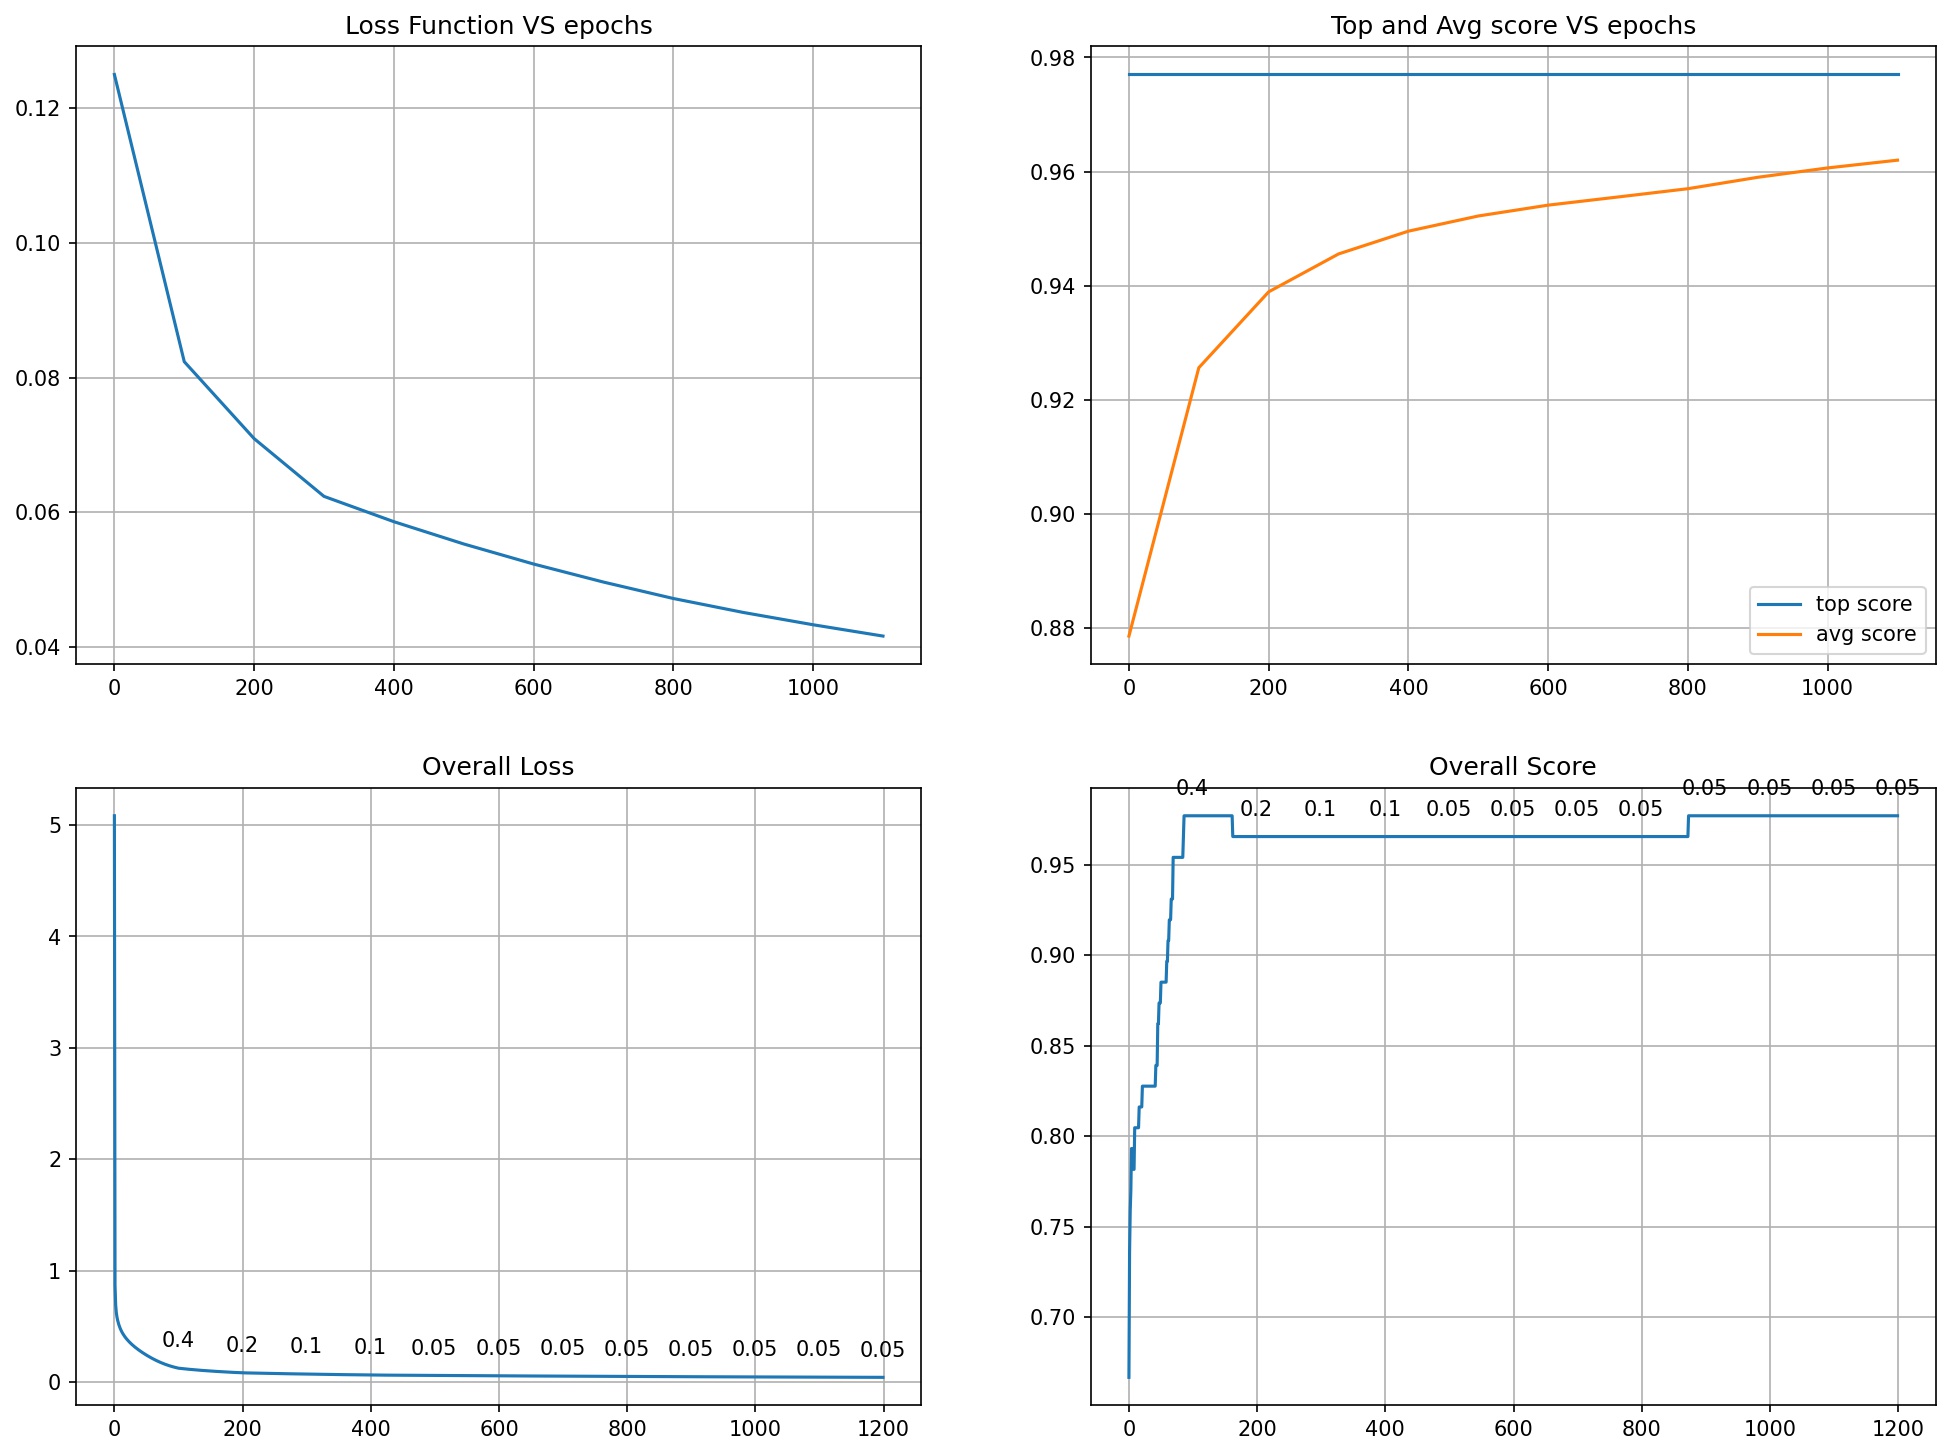 Loss Function VS epochs
0.12
0.10
0.08
0.06
0.04
0 200 400 600 800 1000
Top and Avg score VS epochs
0.98
0.96
0.94
0.92
0.90
0.88
top score
avg score
0 200 400 600 800 1000
Overall Loss
5
4
3
2
1
0
0.4 0.2 0.1 0.1 0.05 0.05 0.05 0.05 0.05 0.05 0.05 0.05
0 200 400 600 800 1000 1200
Overall Score
0.4 0.2 0.1 0.1 0.05 0.05 0.05 0.05 0.05 0.05 0.05 0.05
0.95
0.90
0.85
0.80
0.75
0.70
0 200 400 600 800 1000 1200